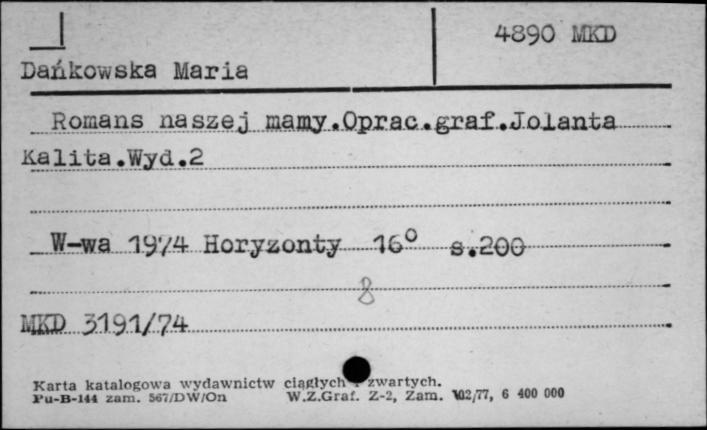 4890 MKD
Dańkowska Maria
Romans naszej mamy.Oprac.graf.Jolanta
Kalita.Wyd.2
W-wa 1974 Horyzonty 16° s.200
8
MKD 3191/74
Karta katalogowa wydawnictw ciągłych i zwartych.
Pu-B-144 zam. 567/DW/On W.Z.Graf. Z-2, Zam. 102/77, 6 400 000